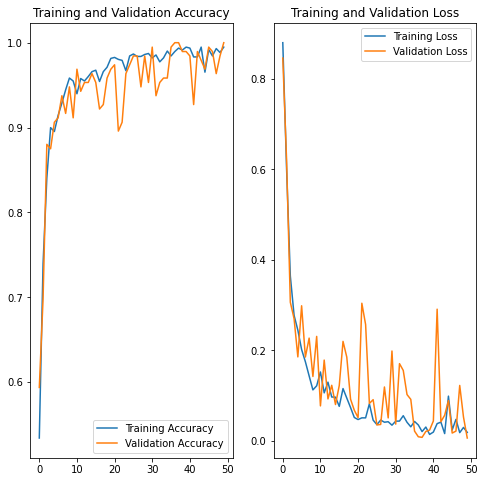 Training and Validation Accuracy
1.0
0.9
0.8
0.7
0.6
Training Accuracy
Validation Accuracy
0 10 20 30 40 50
Training and Validation Loss
Training Loss
Validation Loss
0.8
0.6
0.4
0.2
0.0
0 10 20 30 40 50